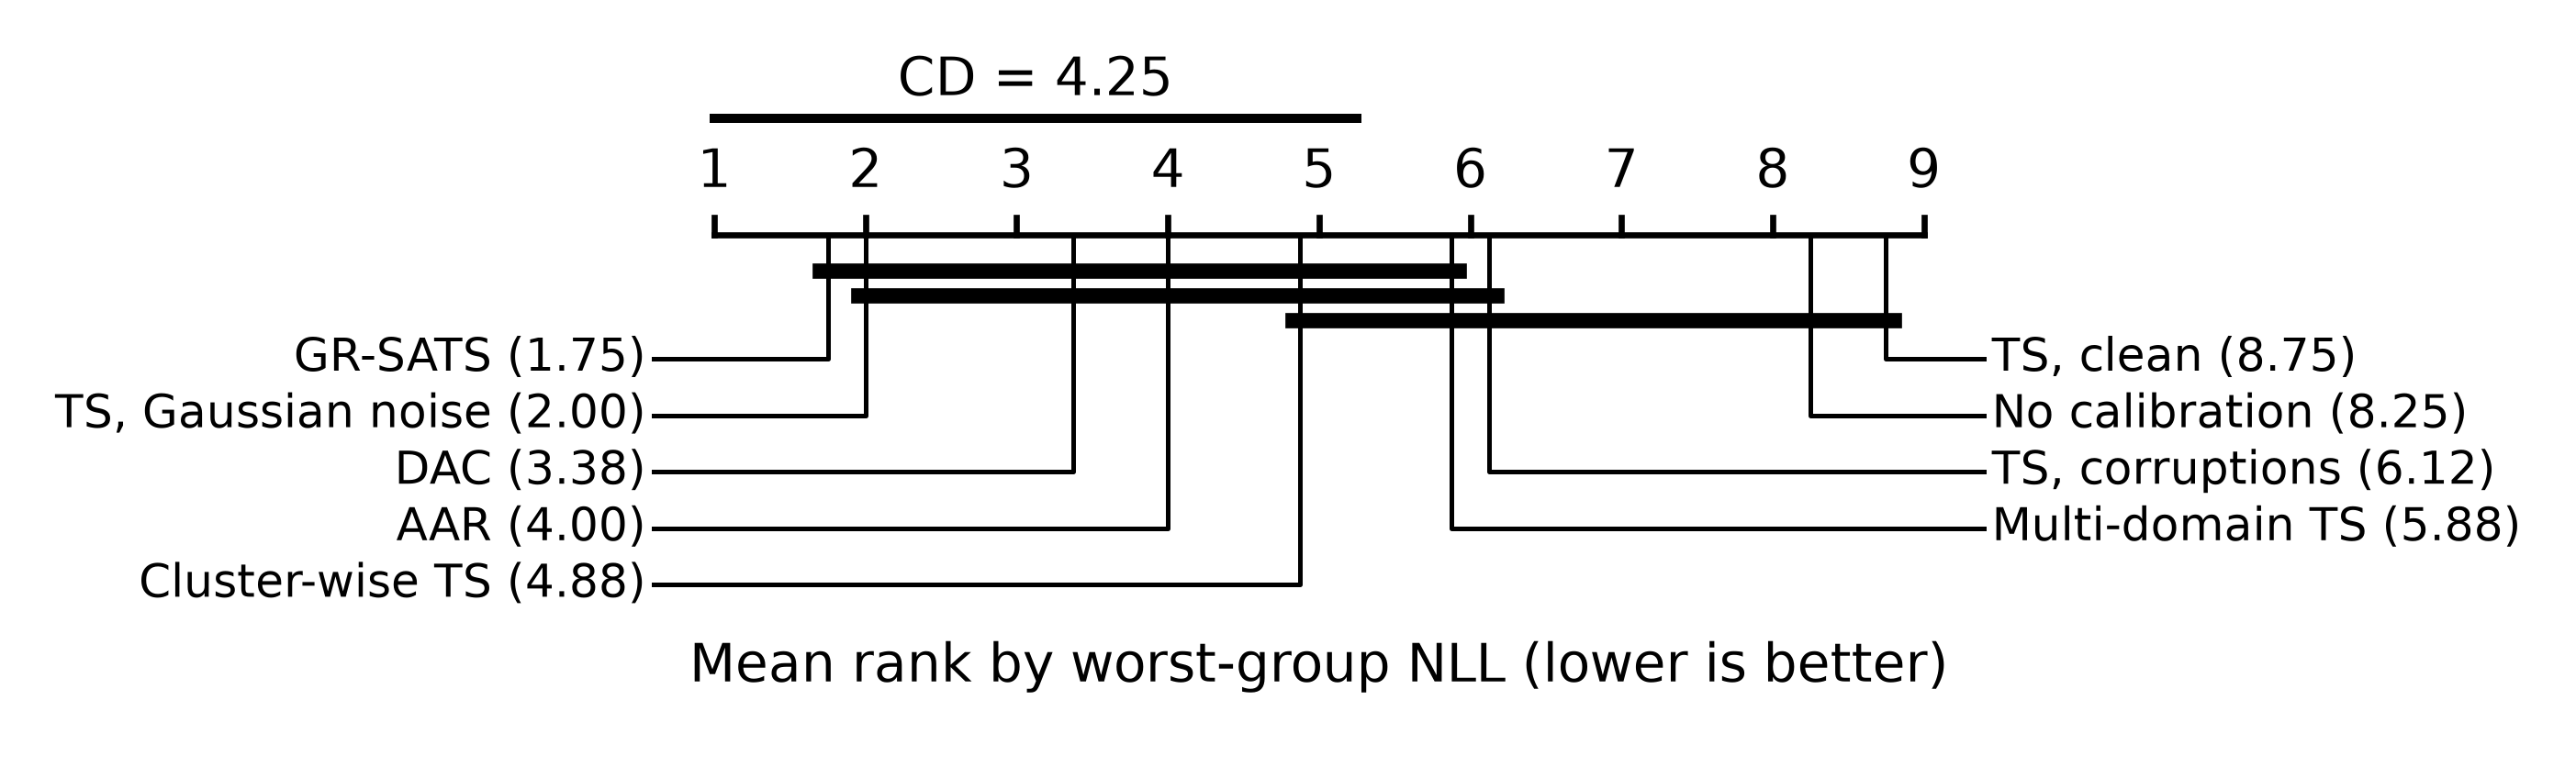 CD = 4.25
1 2 3 4 5 6 7 8 9
GR-SATS (1.75)
TS, Gaussian noise (2.00)
DAC (3.38)
AAR (4.00)
Cluster-wise TS (4.88)
TS, clean (8.75)
No calibration (8.25)
TS, corruptions (6.12)
Multi-domain TS (5.88)
Mean rank by worst-group NLL (lower is better)